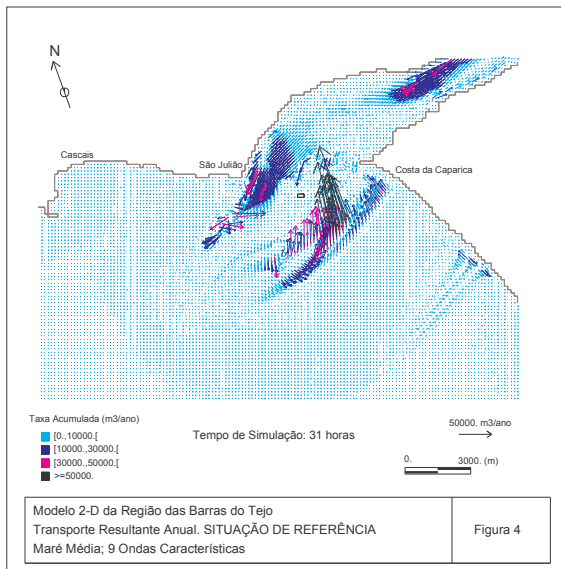 N
Cascais
São Julião
Costa da Caparica
Taxa Acumulada (m3/ano)
[0.,10000.[
[10000.,30000.[
[30000.,50000.[
>=50000.
Tempo de Simulação: 31 horas
50000. m3/ano
0. 3000. (m)
Modelo 2-D da Região das Barras do Tejo
Transporte Resultante Anual. SITUAÇÃO DE REFERÊNCIA
Maré Média; 9 Ondas Características
Figura 4